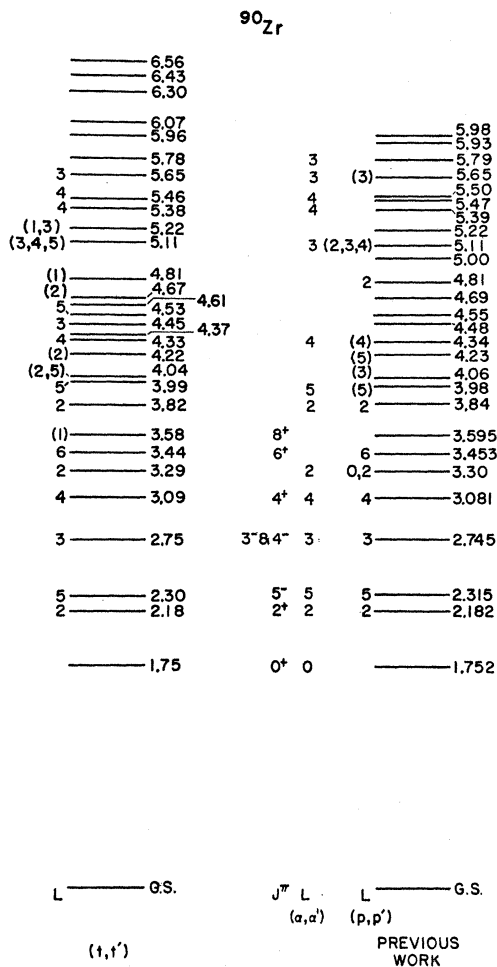 90Zr
6.56
6.43
6.30
6.07
5.96 5.98
5.93
5.78 3 5.79
3 5.65 3 (3) 5.65
4 5.46 4 5.50
5.47
4 5.38 4 5.39
(1,3) 5.22 5.22
(3,4,5) 5.11 3 (2,3,4) 5.11
5.00
(1) 4.81 2 4.81
(2) 4.67 4.69
5 4.61
4.53 4.55
3 4.45 4.48
4.37
4 4.33 4 (4) 4.34
(2) 4.22 (5) 4.23
(2,5) 4.04 (3) 4.06
5 3.99 5 (5) 3.98
2 3.82 2 2 3.84
(1) 3.58 8+ 3.595
6 3.44 6+ 6 3.453
2 3.29 2 0,2 3.30
4 3.09 4+ 4 4 3.081
3 2.75 3-&4- 3 3 2.745
5 2.30 5- 5 5 2.315
2 2.18 2+ 2 2 2.182
1.75 0+ 0 1.752
L G.S. Jπ L L G.S.
(α,α') (p,p')
(t,t') PREVIOUS
WORK